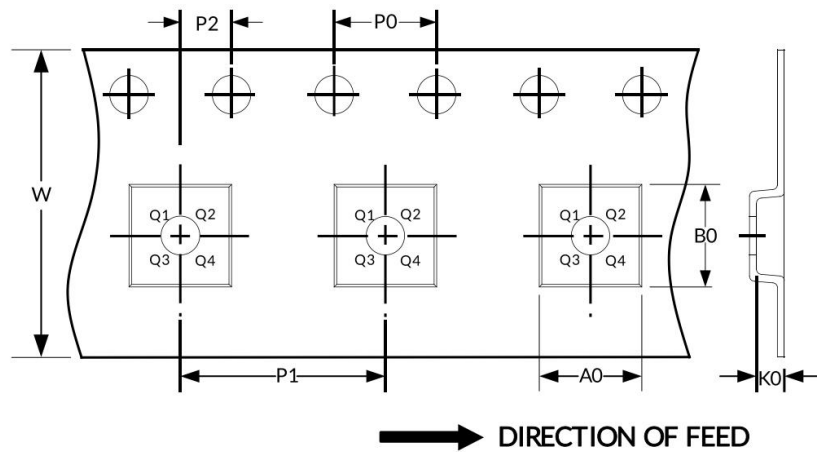 P2
P0
W
Q1 Q2
Q3 Q4
Q1 Q2
Q3 Q4
Q1 Q2
Q3 Q4
B0
P1
A0
K0
DIRECTION OF FEED